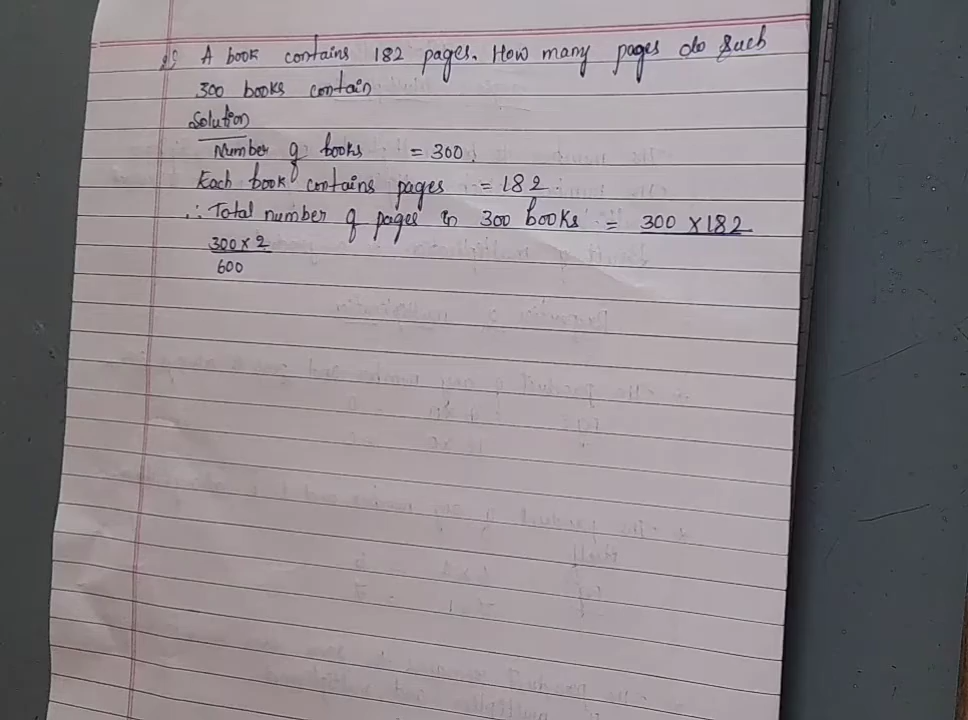 A book contains 182 pages. How many pages do such
300 books contain
Solution
Number of books = 300.
Each book contains pages = 182.
∴ Total number of pages in 300 books = 300 × 182
300 × 2
600